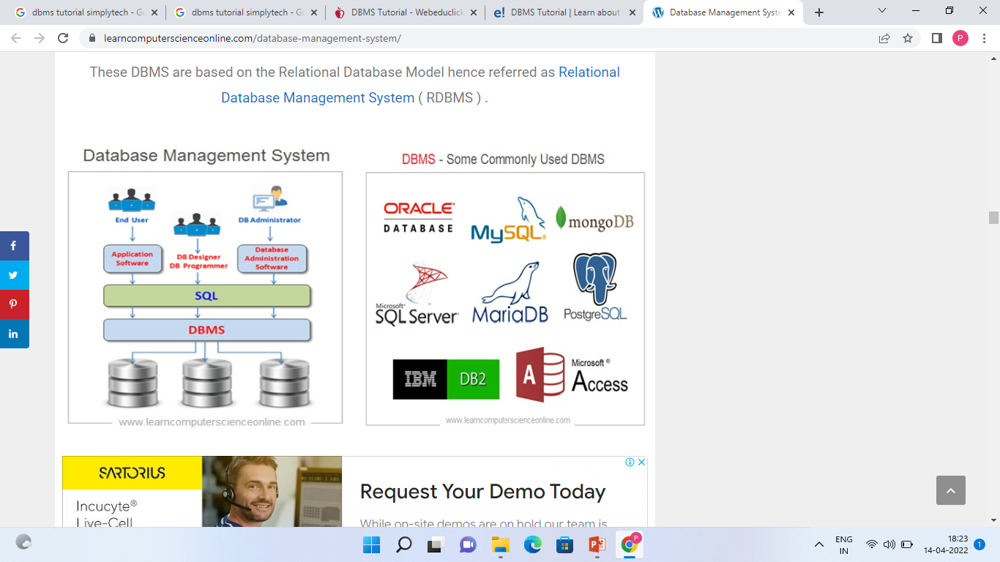 dbms tutorial simplytech - Go
dbms tutorial simplytech - Go
DBMS Tutorial - Webeduclick
e! DBMS Tutorial | Learn about
Database Management Syste
learncomputerscienceonline.com/database-management-system/
P
These DBMS are based on the Relational Database Model hence referred as Relational
Database Management System ( RDBMS ) .
Database Management System
End User
DB Administrator
Application
Software
DB Designer
DB Programmer
Database
Administration
Software
SQL
DBMS
www.learncomputerscienceonline.com
DBMS - Some Commonly Used DBMS
ORACLE®
DATABASE
MySQL®
mongoDB
Microsoft®
SQL Server®
MariaDB
PostgreSQL
IBM DB2
A
Microsoft®
Access
www.learncomputerscienceonline.com
f
in
SARTORIUS
Incucyte®
Live-Cell
Request Your Demo Today
While on-site demos are on hold our team is
P
ENG
IN
18:23
14-04-2022
1